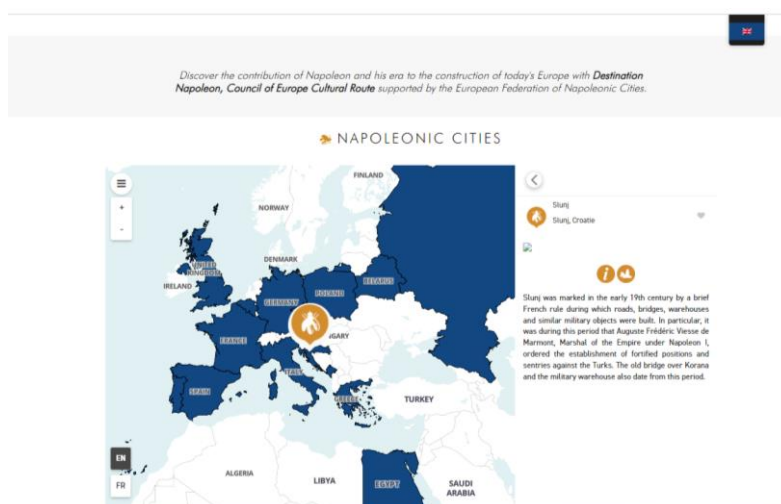 Discover the contribution of Napoleon and his era to the construction of today's Europe with Destination
Napoleon, Council of Europe Cultural Route supported by the European Federation of Napoleonic Cities.
NAPOLEONIC CITIES
FINLAND
NORWAY
DENMARK
UNITED
KINGDOM
IRELAND
BELARUS
POLAND
GERMANY
GARY
FRANCE
ITALY
SPAIN
GREECE
TURKEY
ALGERIA
LIBYA
EGYPT
SAUDI
ARABIA
+
-
EN
FR
Slunj
Slunj, Croatie
Slunj was marked in the early 19th century by a brief
French rule during which roads, bridges, warehouses
and similar military objects were built. In particular, it
was during this period that Auguste Frédéric Viesse de
Marmont, Marshal of the Empire under Napoleon I,
ordered the establishment of fortified positions and
sentries against the Turks. The old bridge over Korana
and the military warehouse also date from this period.